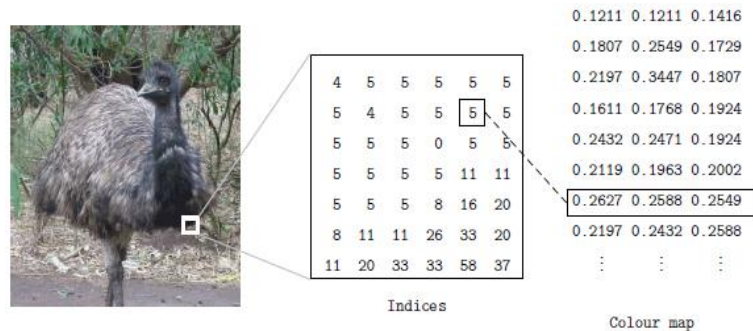 4 5 5 5 5 5
5 4 5 5 5 5
5 5 5 0 5 5
5 5 5 5 11 11
5 5 5 8 16 20
8 11 11 26 33 20
11 20 33 33 58 37
Indices
0.1211 0.1211 0.1416
0.1807 0.2549 0.1729
0.2197 0.3447 0.1807
0.1611 0.1768 0.1924
0.2432 0.2471 0.1924
0.2119 0.1963 0.2002
0.2627 0.2588 0.2549
0.2197 0.2432 0.2588
⋮ ⋮ ⋮
Colour map